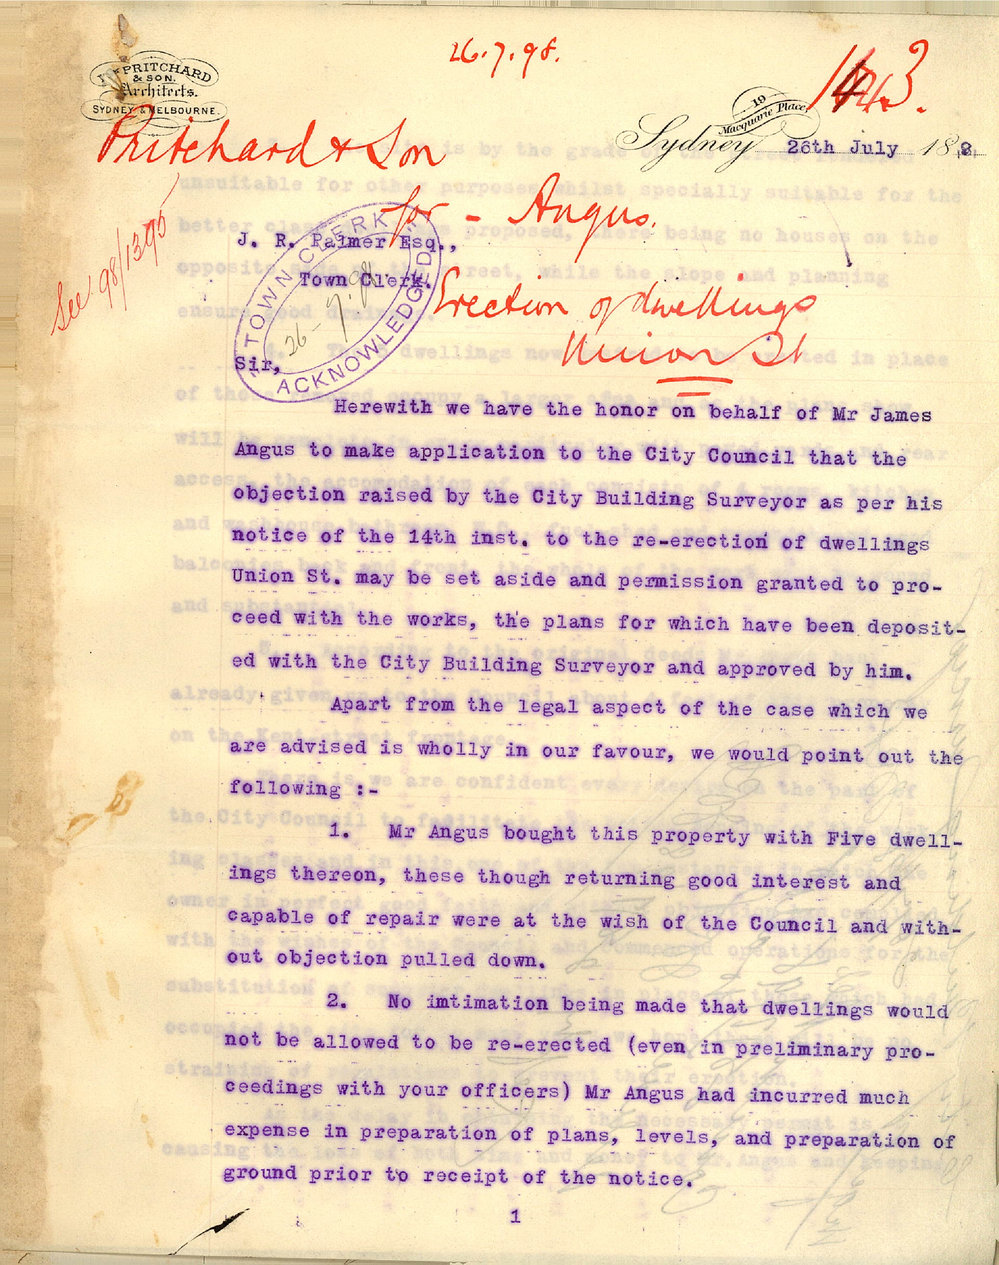 26.7.98.
PRITCHARD
& SON.
Architects.
SYDNEY & MELBOURNE.
19
Macquarie Place
Sydney 26th July 189
Pritchard & Son
for - Angus.
See 98/1395
J. R. Palmer Esq.,
Town Clerk.
TOWN CLERK
26-7.98
ACKNOWLEDGED
Erection of dwellings
Union St
Sir,
Herewith we have the honor on behalf of Mr James
Angus to make application to the City Council that the
objection raised by the City Building Surveyor as per his
notice of the 14th inst. to the re-erection of dwellings
Union St. may be set aside and permission granted to pro-
ceed with the works, the plans for which have been deposit-
ed with the City Building Surveyor and approved by him.
Apart from the legal aspect of the case which we
are advised is wholly in our favour, we would point out the
following :-
1. Mr Angus bought this property with Five dwell-
ings thereon, these though returning good interest and
capable of repair were at the wish of the Council and with-
out objection pulled down.
2. No imtimation being made that dwellings would
not be allowed to be re-erected (even in preliminary pro-
ceedings with your officers) Mr Angus had incurred much
expense in preparation of plans, levels, and preparation of
ground prior to receipt of the notice.
1